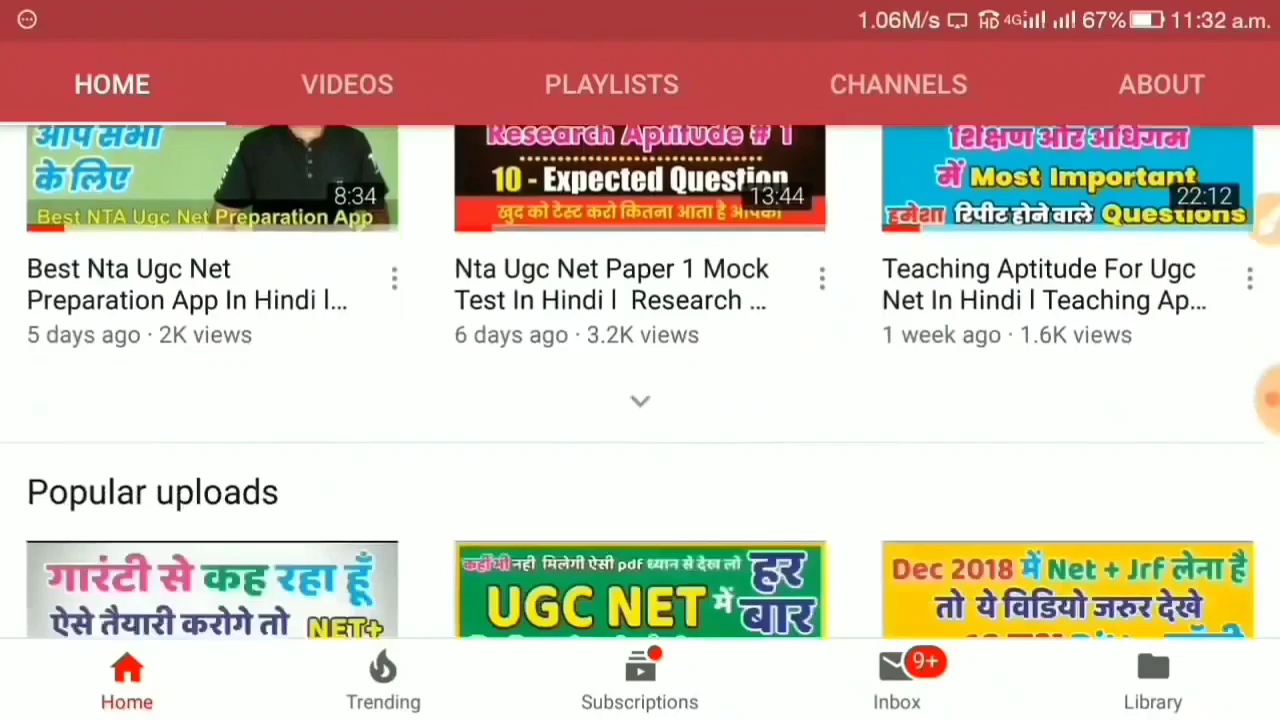 1.06M/s HD 4G 67% 11:32 a.m.
HOME VIDEOS PLAYLISTS CHANNELS ABOUT
आप सभी
के लिए
8:34
Best NTA Ugc Net Preparation App
Research Aptitude # 1
10 - Expected Question
13:44
खुद को टेस्ट करो कितना आता है आपको
शिक्षण और अधिगम
में Most Important
22:12
हमेशा रिपीट होने वाले Questions
Best Nta Ugc Net
Preparation App In Hindi l...
5 days ago · 2K views
Nta Ugc Net Paper 1 Mock
Test In Hindi l Research ...
6 days ago · 3.2K views
Teaching Aptitude For Ugc
Net In Hindi l Teaching Ap...
1 week ago · 1.6K views
Popular uploads
गारंटी से कह रहा हूँ
ऐसे तैयारी करोगे तो NET+
कहीं भी नही मिलेगी ऐसी pdf ध्यान से देख लो
UGC NET में हर
बार
Dec 2018 में Net + Jrf लेना है
तो ये विडियो जरुर देखे
Home Trending Subscriptions Inbox 9+ Library